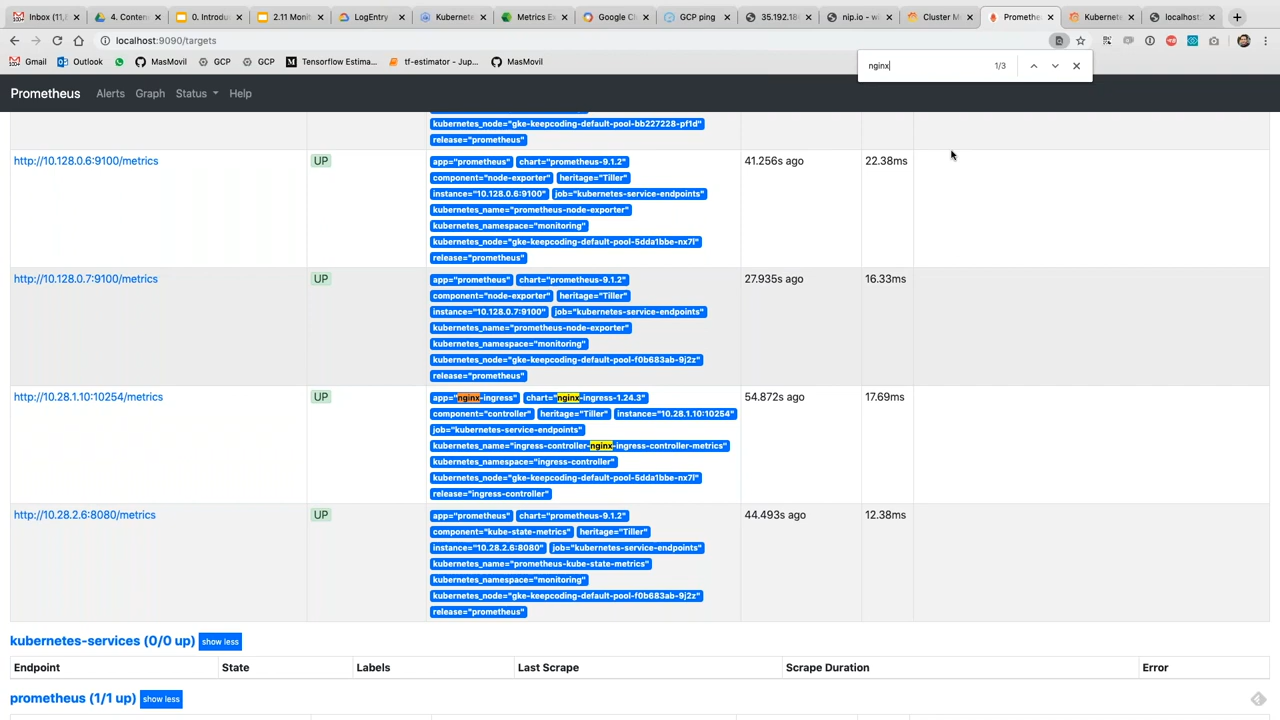 Inbox (11,
4. Conten
0. Introdu
2.11 Monit
LogEntry
Kubernete
Metrics Ex
Google Cl
GCP ping
35.192.18
nip.io - w
Cluster M
Prometheu
Kubernete
localhost:
localhost:9090/targets
Gmail
Outlook
MasMovil
GCP
GCP
Tensorflow Estima...
tf-estimator - Jup...
MasMovil
nginx
1/3
Prometheus
Alerts
Graph
Status
Help
kubernetes_node="gke-keepcoding-default-pool-bb227228-pf1d"
release="prometheus"
http://10.128.0.6:9100/metrics
UP
app="prometheus" chart="prometheus-9.1.2"
component="node-exporter" heritage="Tiller"
instance="10.128.0.6:9100" job="kubernetes-service-endpoints"
kubernetes_name="prometheus-node-exporter"
kubernetes_namespace="monitoring"
kubernetes_node="gke-keepcoding-default-pool-5dda1bbe-nx7l"
release="prometheus"
41.256s ago
22.38ms
http://10.128.0.7:9100/metrics
UP
app="prometheus" chart="prometheus-9.1.2"
component="node-exporter" heritage="Tiller"
instance="10.128.0.7:9100" job="kubernetes-service-endpoints"
kubernetes_name="prometheus-node-exporter"
kubernetes_namespace="monitoring"
kubernetes_node="gke-keepcoding-default-pool-f0b683ab-9j2z"
release="prometheus"
27.935s ago
16.33ms
http://10.28.1.10:10254/metrics
UP
app="nginx-ingress" chart="nginx-ingress-1.24.3"
component="controller" heritage="Tiller" instance="10.28.1.10:10254"
job="kubernetes-service-endpoints"
kubernetes_name="ingress-controller-nginx-ingress-controller-metrics"
kubernetes_namespace="ingress-controller"
kubernetes_node="gke-keepcoding-default-pool-5dda1bbe-nx7l"
release="ingress-controller"
54.872s ago
17.69ms
http://10.28.2.6:8080/metrics
UP
app="prometheus" chart="prometheus-9.1.2"
component="kube-state-metrics" heritage="Tiller"
instance="10.28.2.6:8080" job="kubernetes-service-endpoints"
kubernetes_name="prometheus-kube-state-metrics"
kubernetes_namespace="monitoring"
kubernetes_node="gke-keepcoding-default-pool-f0b683ab-9j2z"
release="prometheus"
44.493s ago
12.38ms
kubernetes-services (0/0 up) show less
Endpoint State Labels Last Scrape Scrape Duration Error
prometheus (1/1 up) show less